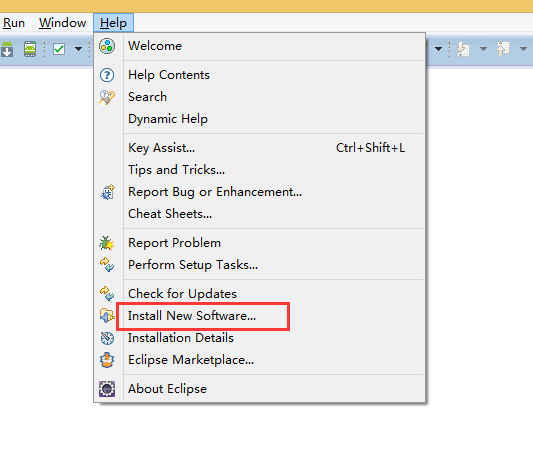 Run Window Help
Welcome
Help Contents
Search
Dynamic Help
Key Assist... Ctrl+Shift+L
Tips and Tricks...
Report Bug or Enhancement...
Cheat Sheets...
Report Problem
Perform Setup Tasks...
Check for Updates
Install New Software...
Installation Details
Eclipse Marketplace...
About Eclipse